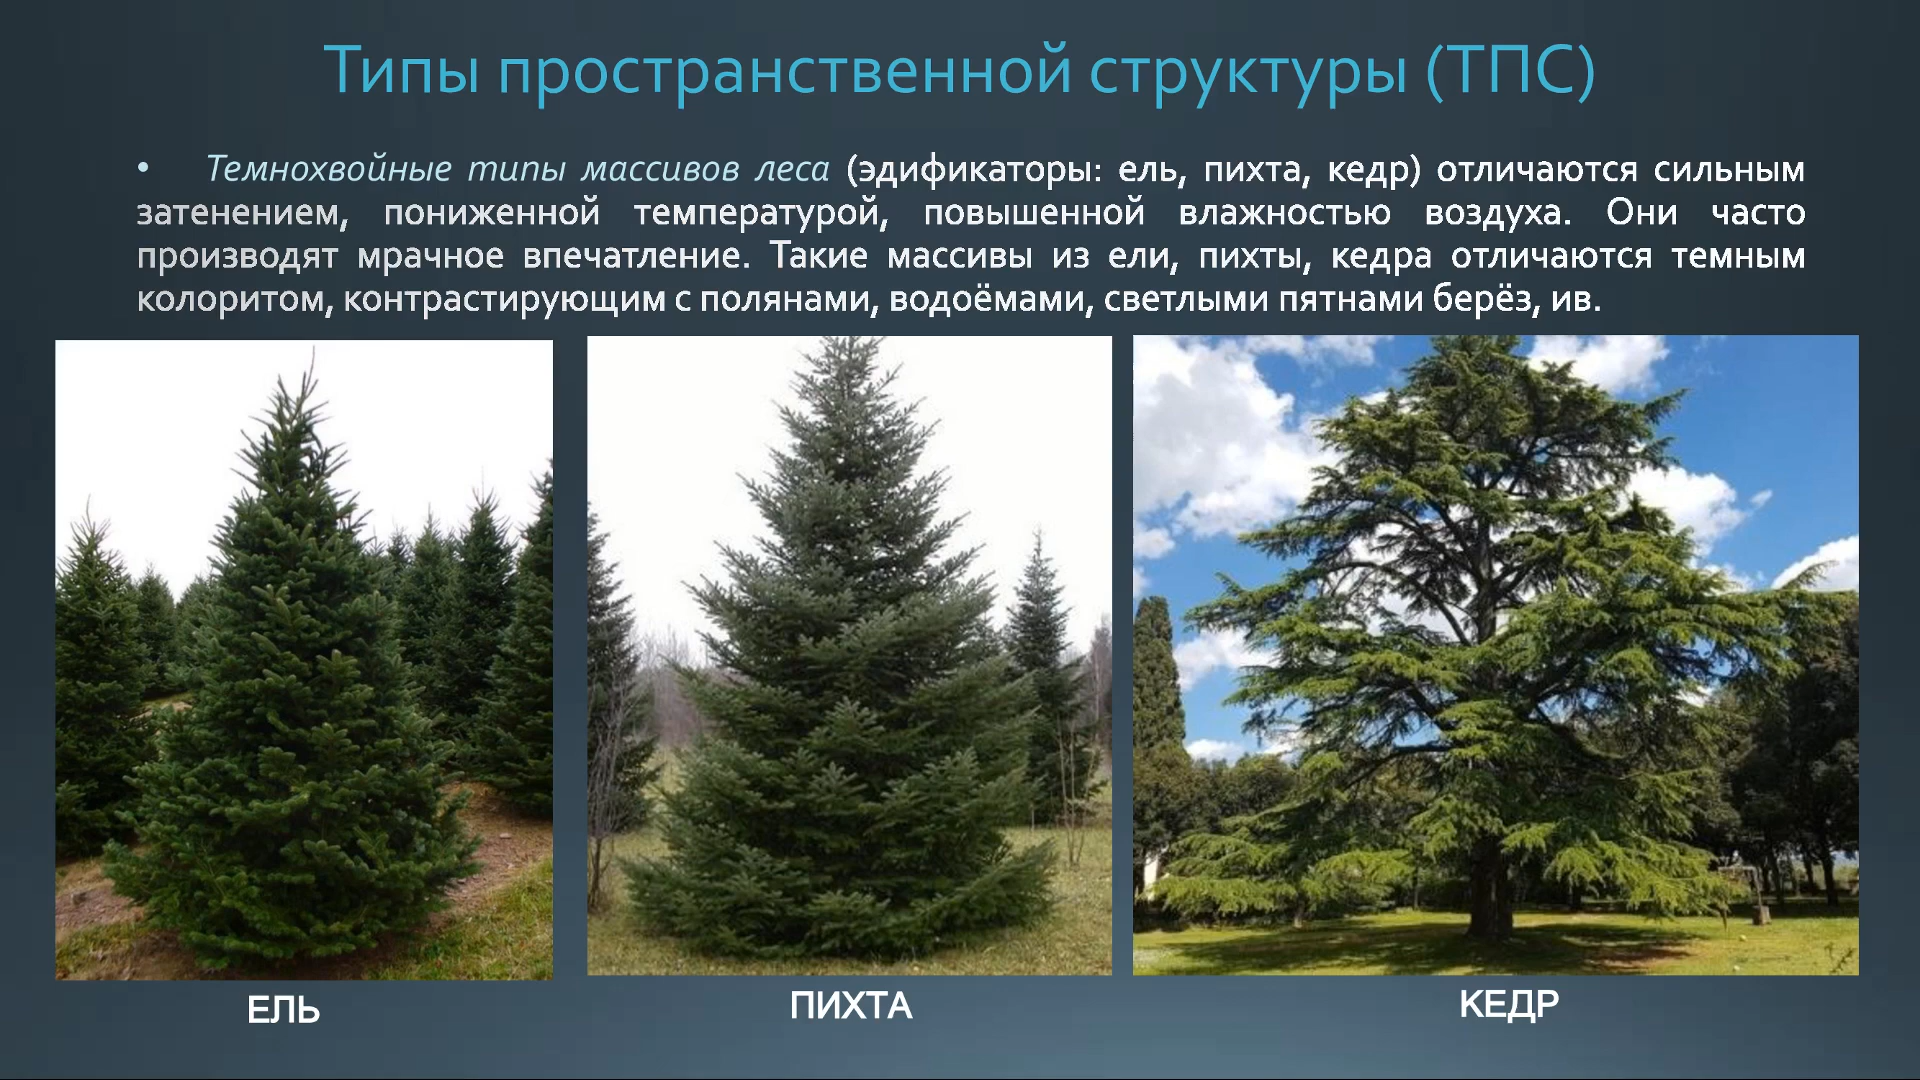 Типы пространственной структуры (ТПС)
• Темнохвойные типы массивов леса (эдификаторы: ель, пихта, кедр) отличаются сильным
затенением, пониженной температурой, повышенной влажностью воздуха. Они часто
производят мрачное впечатление. Такие массивы из ели, пихты, кедра отличаются темным
колоритом, контрастирующим с полянами, водоёмами, светлыми пятнами берёз, ив.
ЕЛЬ
ПИХТА
КЕДР